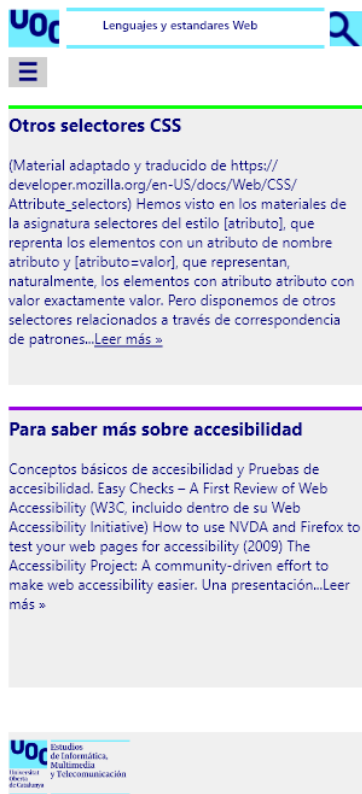 UOC
Lenguajes y estandares Web
Otros selectores CSS
(Material adaptado y traducido de https://
developer.mozilla.org/en-US/docs/Web/CSS/
Attribute_selectors) Hemos visto en los materiales de
la asignatura selectores del estilo [atributo], que
reprenta los elementos con un atributo de nombre
atributo y [atributo=valor], que representan,
naturalmente, los elementos con atributo atributo con
valor exactamente valor. Pero disponemos de otros
selectores relacionados a través de correspondencia
de patrones...Leer más »
Para saber más sobre accesibilidad
Conceptos básicos de accesibilidad y Pruebas de
accesibilidad. Easy Checks – A First Review of Web
Accessibility (W3C, incluido dentro de su Web
Accessibility Initiative) How to use NVDA and Firefox to
test your web pages for accessibility (2009) The
Accessibility Project: A community-driven effort to
make web accessibility easier. Una presentación...Leer
más »
UOC
Estudios
de Informática,
Multimedia
y Telecomunicación
Universitat
Oberta
de Catalunya